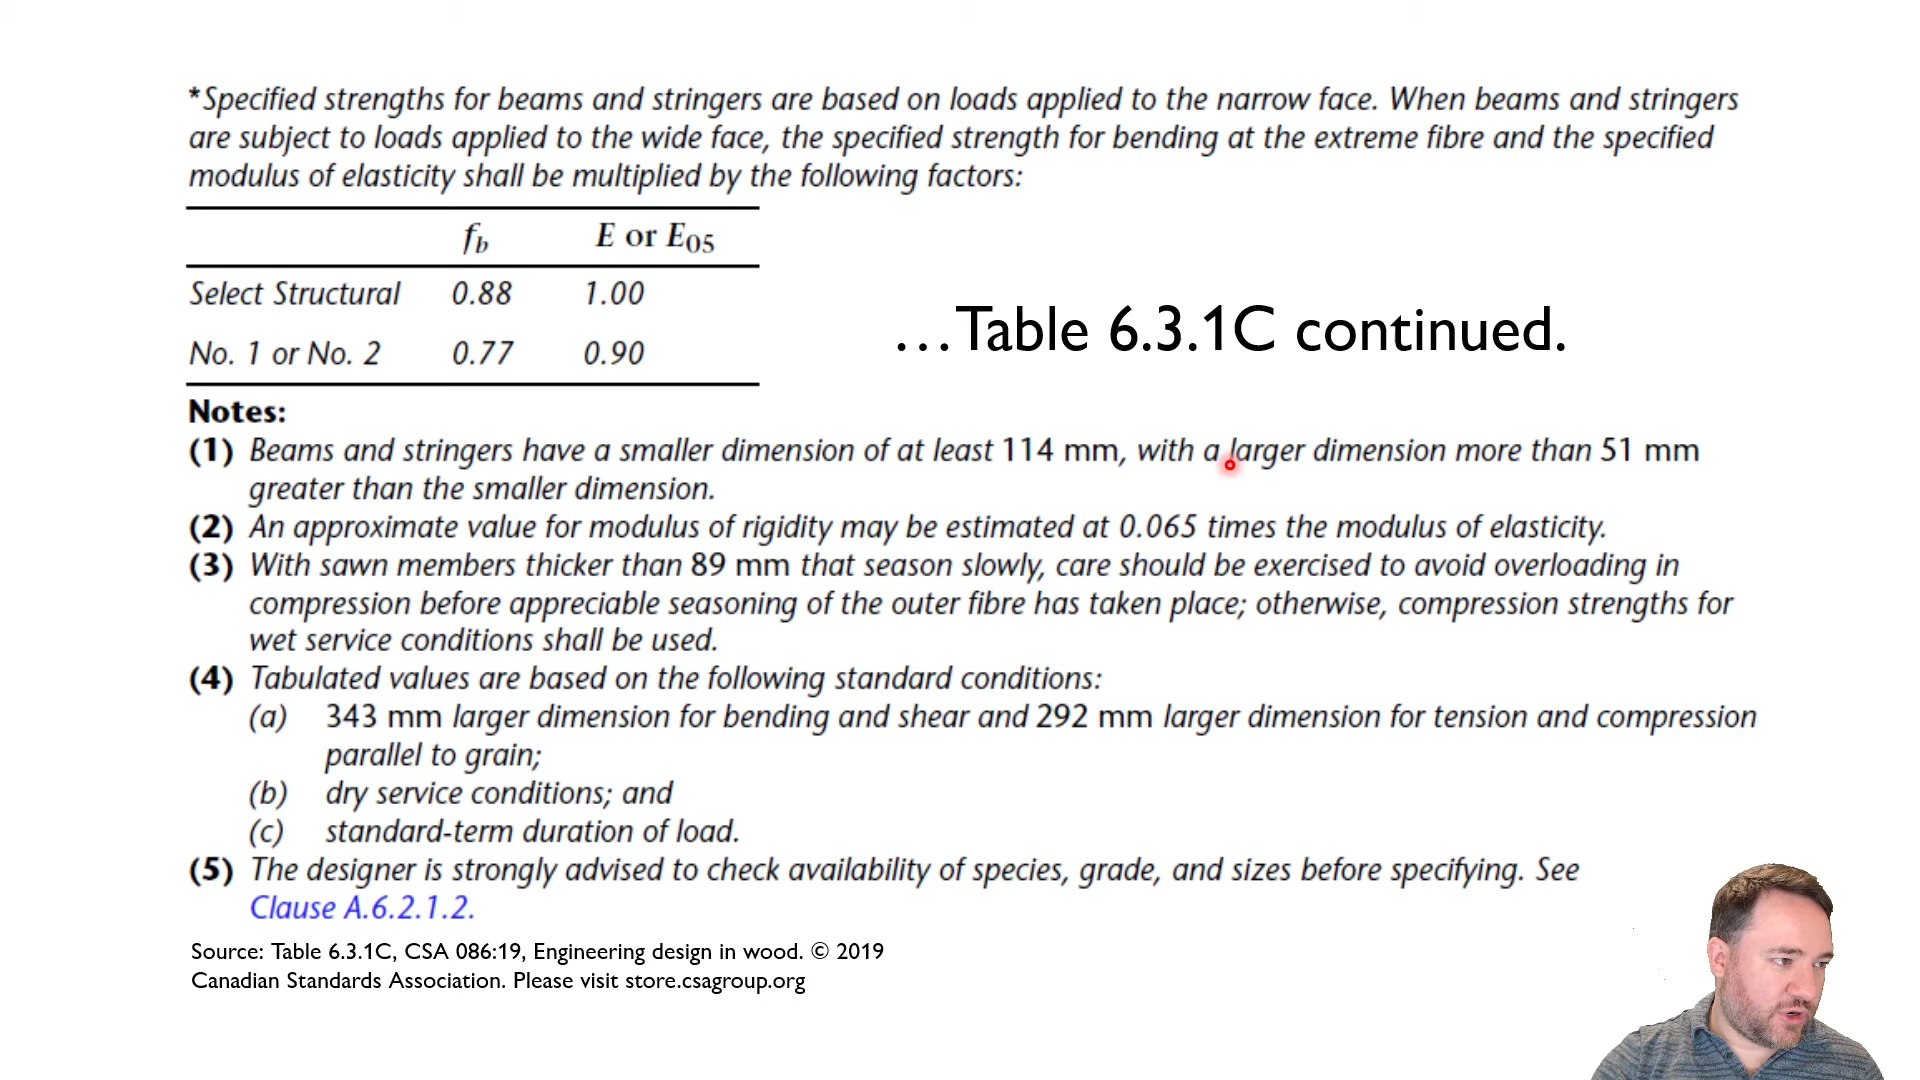 *Specified strengths for beams and stringers are based on loads applied to the narrow face. When beams and stringers
are subject to loads applied to the wide face, the specified strength for bending at the extreme fibre and the specified
modulus of elasticity shall be multiplied by the following factors:
fb E or E05
Select Structural 0.88 1.00
No. 1 or No. 2 0.77 0.90
…Table 6.3.1C continued.
Notes:
(1) Beams and stringers have a smaller dimension of at least 114 mm, with a larger dimension more than 51 mm
greater than the smaller dimension.
(2) An approximate value for modulus of rigidity may be estimated at 0.065 times the modulus of elasticity.
(3) With sawn members thicker than 89 mm that season slowly, care should be exercised to avoid overloading in
compression before appreciable seasoning of the outer fibre has taken place; otherwise, compression strengths for
wet service conditions shall be used.
(4) Tabulated values are based on the following standard conditions:
(a) 343 mm larger dimension for bending and shear and 292 mm larger dimension for tension and compression
parallel to grain;
(b) dry service conditions; and
(c) standard-term duration of load.
(5) The designer is strongly advised to check availability of species, grade, and sizes before specifying. See
Clause A.6.2.1.2.
Source: Table 6.3.1C, CSA 086:19, Engineering design in wood. © 2019
Canadian Standards Association. Please visit store.csagroup.org